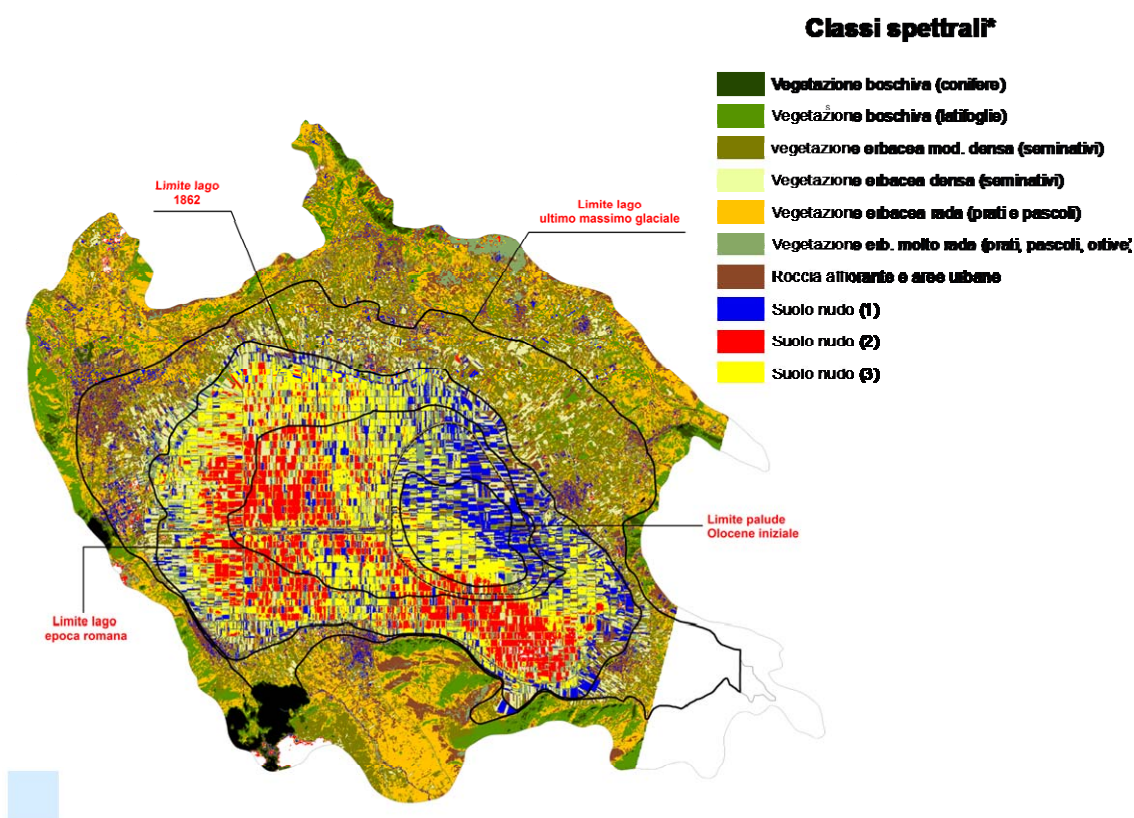 Classi spettrali*
Vegetazione boschiva (conifere)
s
Vegetazione boschiva (latifoglie)
vegetazione erbacea mod. densa (seminativi)
Vegetazione erbacea densa (seminativi)
Vegetazione erbacea rada (prati e pascoli)
Vegetazione erb. molto rada (prati, pascoli, ortive)
Roccia affiorante e aree urbane
Suolo nudo (1)
Suolo nudo (2)
Suolo nudo (3)
Limite lago
1862
Limite lago
ultimo massimo glaciale
Limite palude
Olocene iniziale
Limite lago
epoca romana